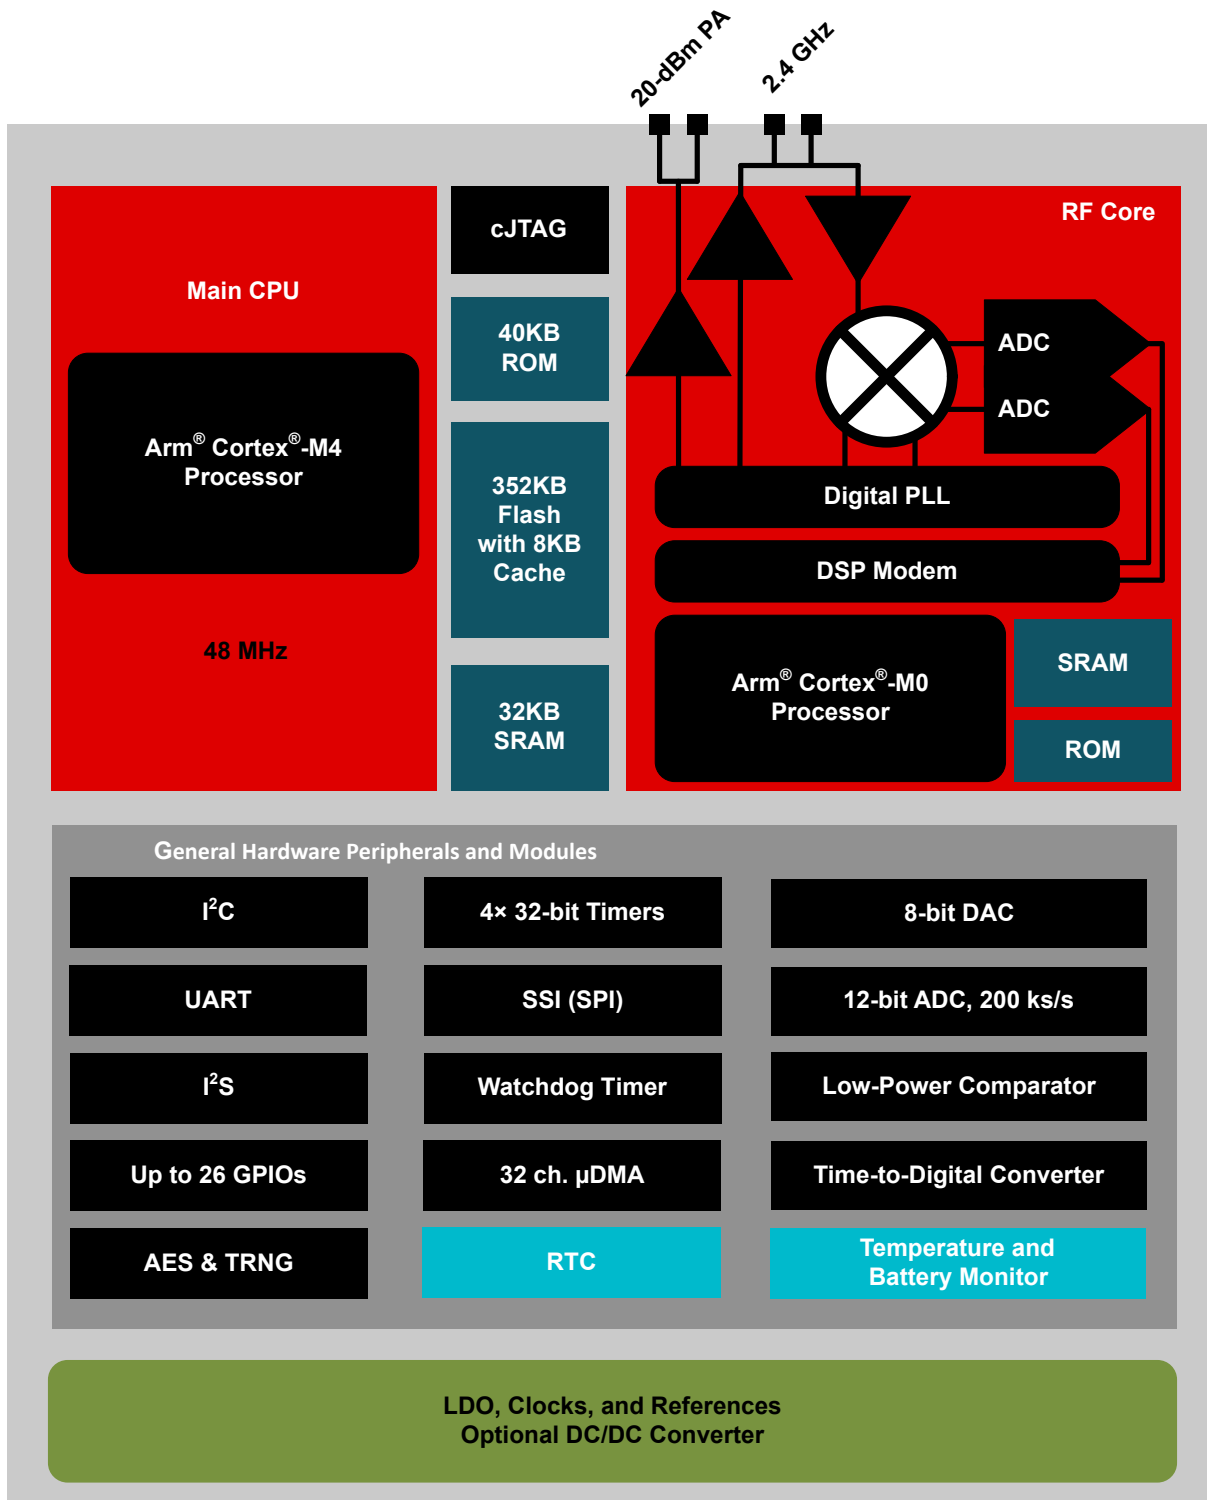 20-dBm PA
2.4 GHz
Main CPU
Arm® Cortex®-M4
Processor
48 MHz
cJTAG
40KB
ROM
352KB
Flash
with 8KB
Cache
32KB
SRAM
RF Core
ADC
ADC
Digital PLL
DSP Modem
Arm® Cortex®-M0
Processor
SRAM
ROM
General Hardware Peripherals and Modules
I²C
4× 32-bit Timers
8-bit DAC
UART
SSI (SPI)
12-bit ADC, 200 ks/s
I²S
Watchdog Timer
Low-Power Comparator
Up to 26 GPIOs
32 ch. µDMA
Time-to-Digital Converter
AES & TRNG
RTC
Temperature and
Battery Monitor
LDO, Clocks, and References
Optional DC/DC Converter